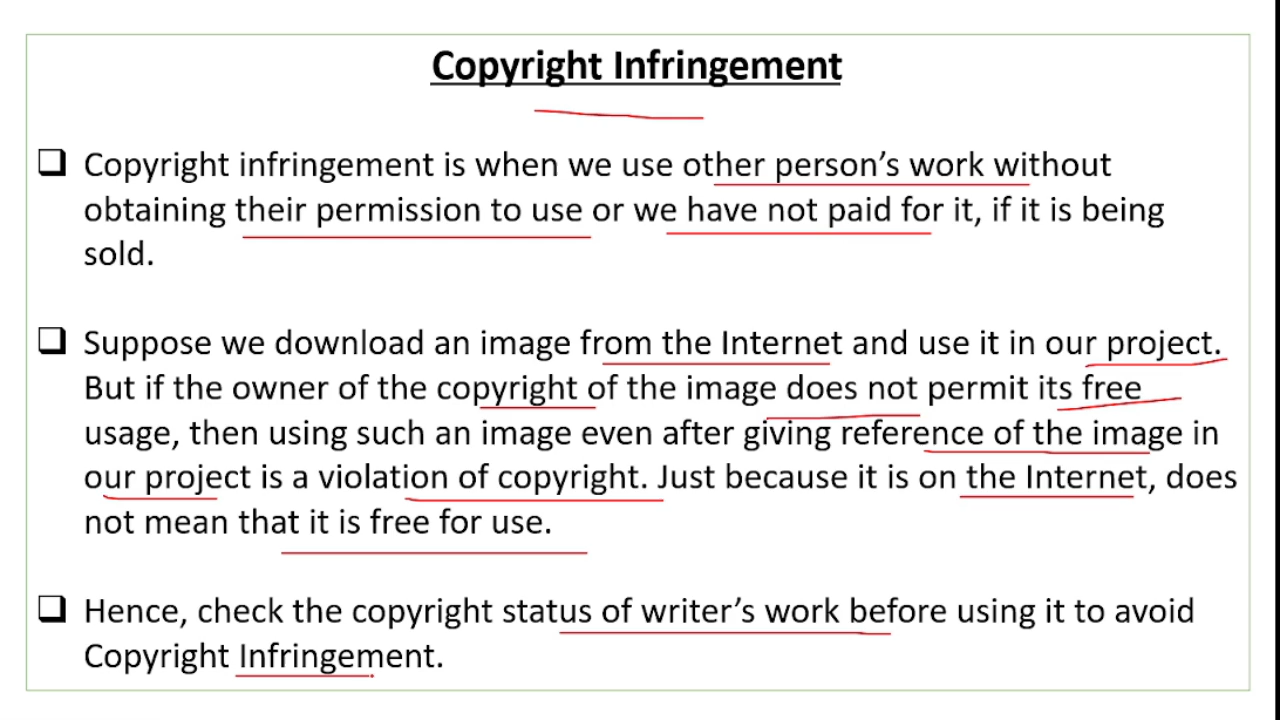 Copyright Infringement
❑ Copyright infringement is when we use other person's work without
obtaining their permission to use or we have not paid for it, if it is being
sold.
❑ Suppose we download an image from the Internet and use it in our project.
But if the owner of the copyright of the image does not permit its free
usage, then using such an image even after giving reference of the image in
our project is a violation of copyright. Just because it is on the Internet, does
not mean that it is free for use.
❑ Hence, check the copyright status of writer's work before using it to avoid
Copyright Infringement.